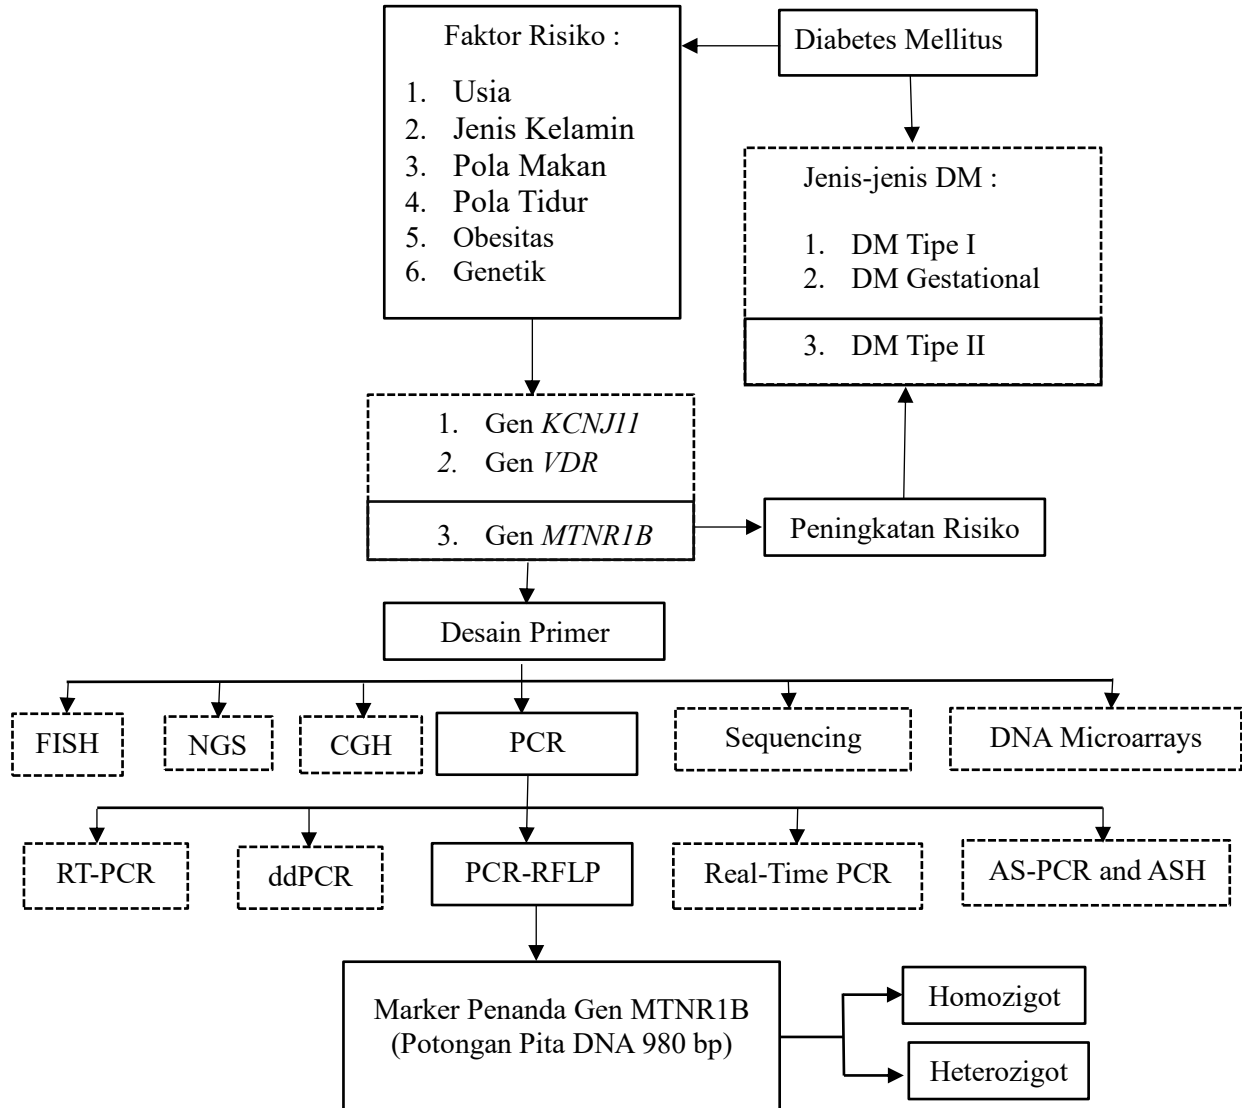 Faktor Risiko :
1. Usia
2. Jenis Kelamin
3. Pola Makan
4. Pola Tidur
5. Obesitas
6. Genetik
Diabetes Mellitus
Jenis-jenis DM :
1. DM Tipe I
2. DM Gestational
3. DM Tipe II
1. Gen KCNJ11
2. Gen VDR
3. Gen MTNR1B
Peningkatan Risiko
Desain Primer
FISH
NGS
CGH
PCR
Sequencing
DNA Microarrays
RT-PCR
ddPCR
PCR-RFLP
Real-Time PCR
AS-PCR and ASH
Marker Penanda Gen MTNR1B
(Potongan Pita DNA 980 bp)
Homozigot
Heterozigot